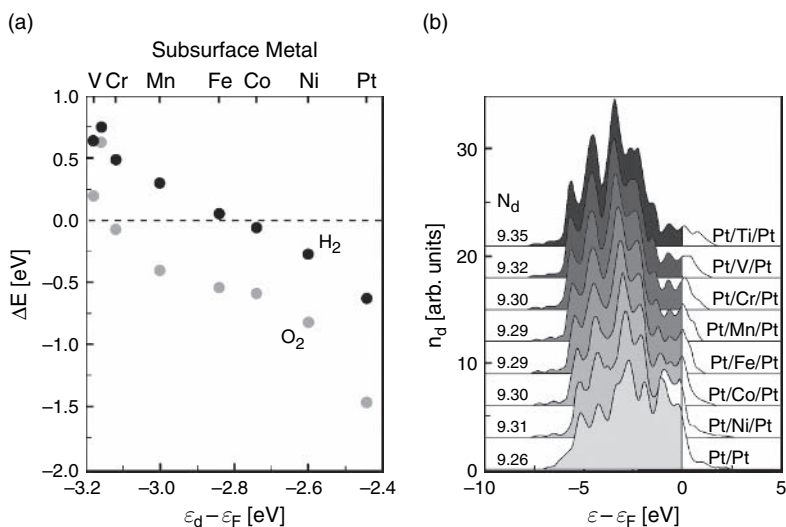 (a)
Subsurface Metal
V Cr Mn Fe Co Ni Pt
1.0
0.5
0.0
−0.5
−1.0
−1.5
−2.0
ΔE [eV]
H₂
O₂
−3.2 −3.0 −2.8 −2.6 −2.4
εd − εF [eV]
(b)
30
20
10
0
nd [arb. units]
Nd
9.35 Pt/Ti/Pt
9.32 Pt/V/Pt
9.30 Pt/Cr/Pt
9.29 Pt/Mn/Pt
9.29 Pt/Fe/Pt
9.30 Pt/Co/Pt
9.31 Pt/Ni/Pt
9.26 Pt/Pt
−10 −5 0 5
ε − εF [eV]